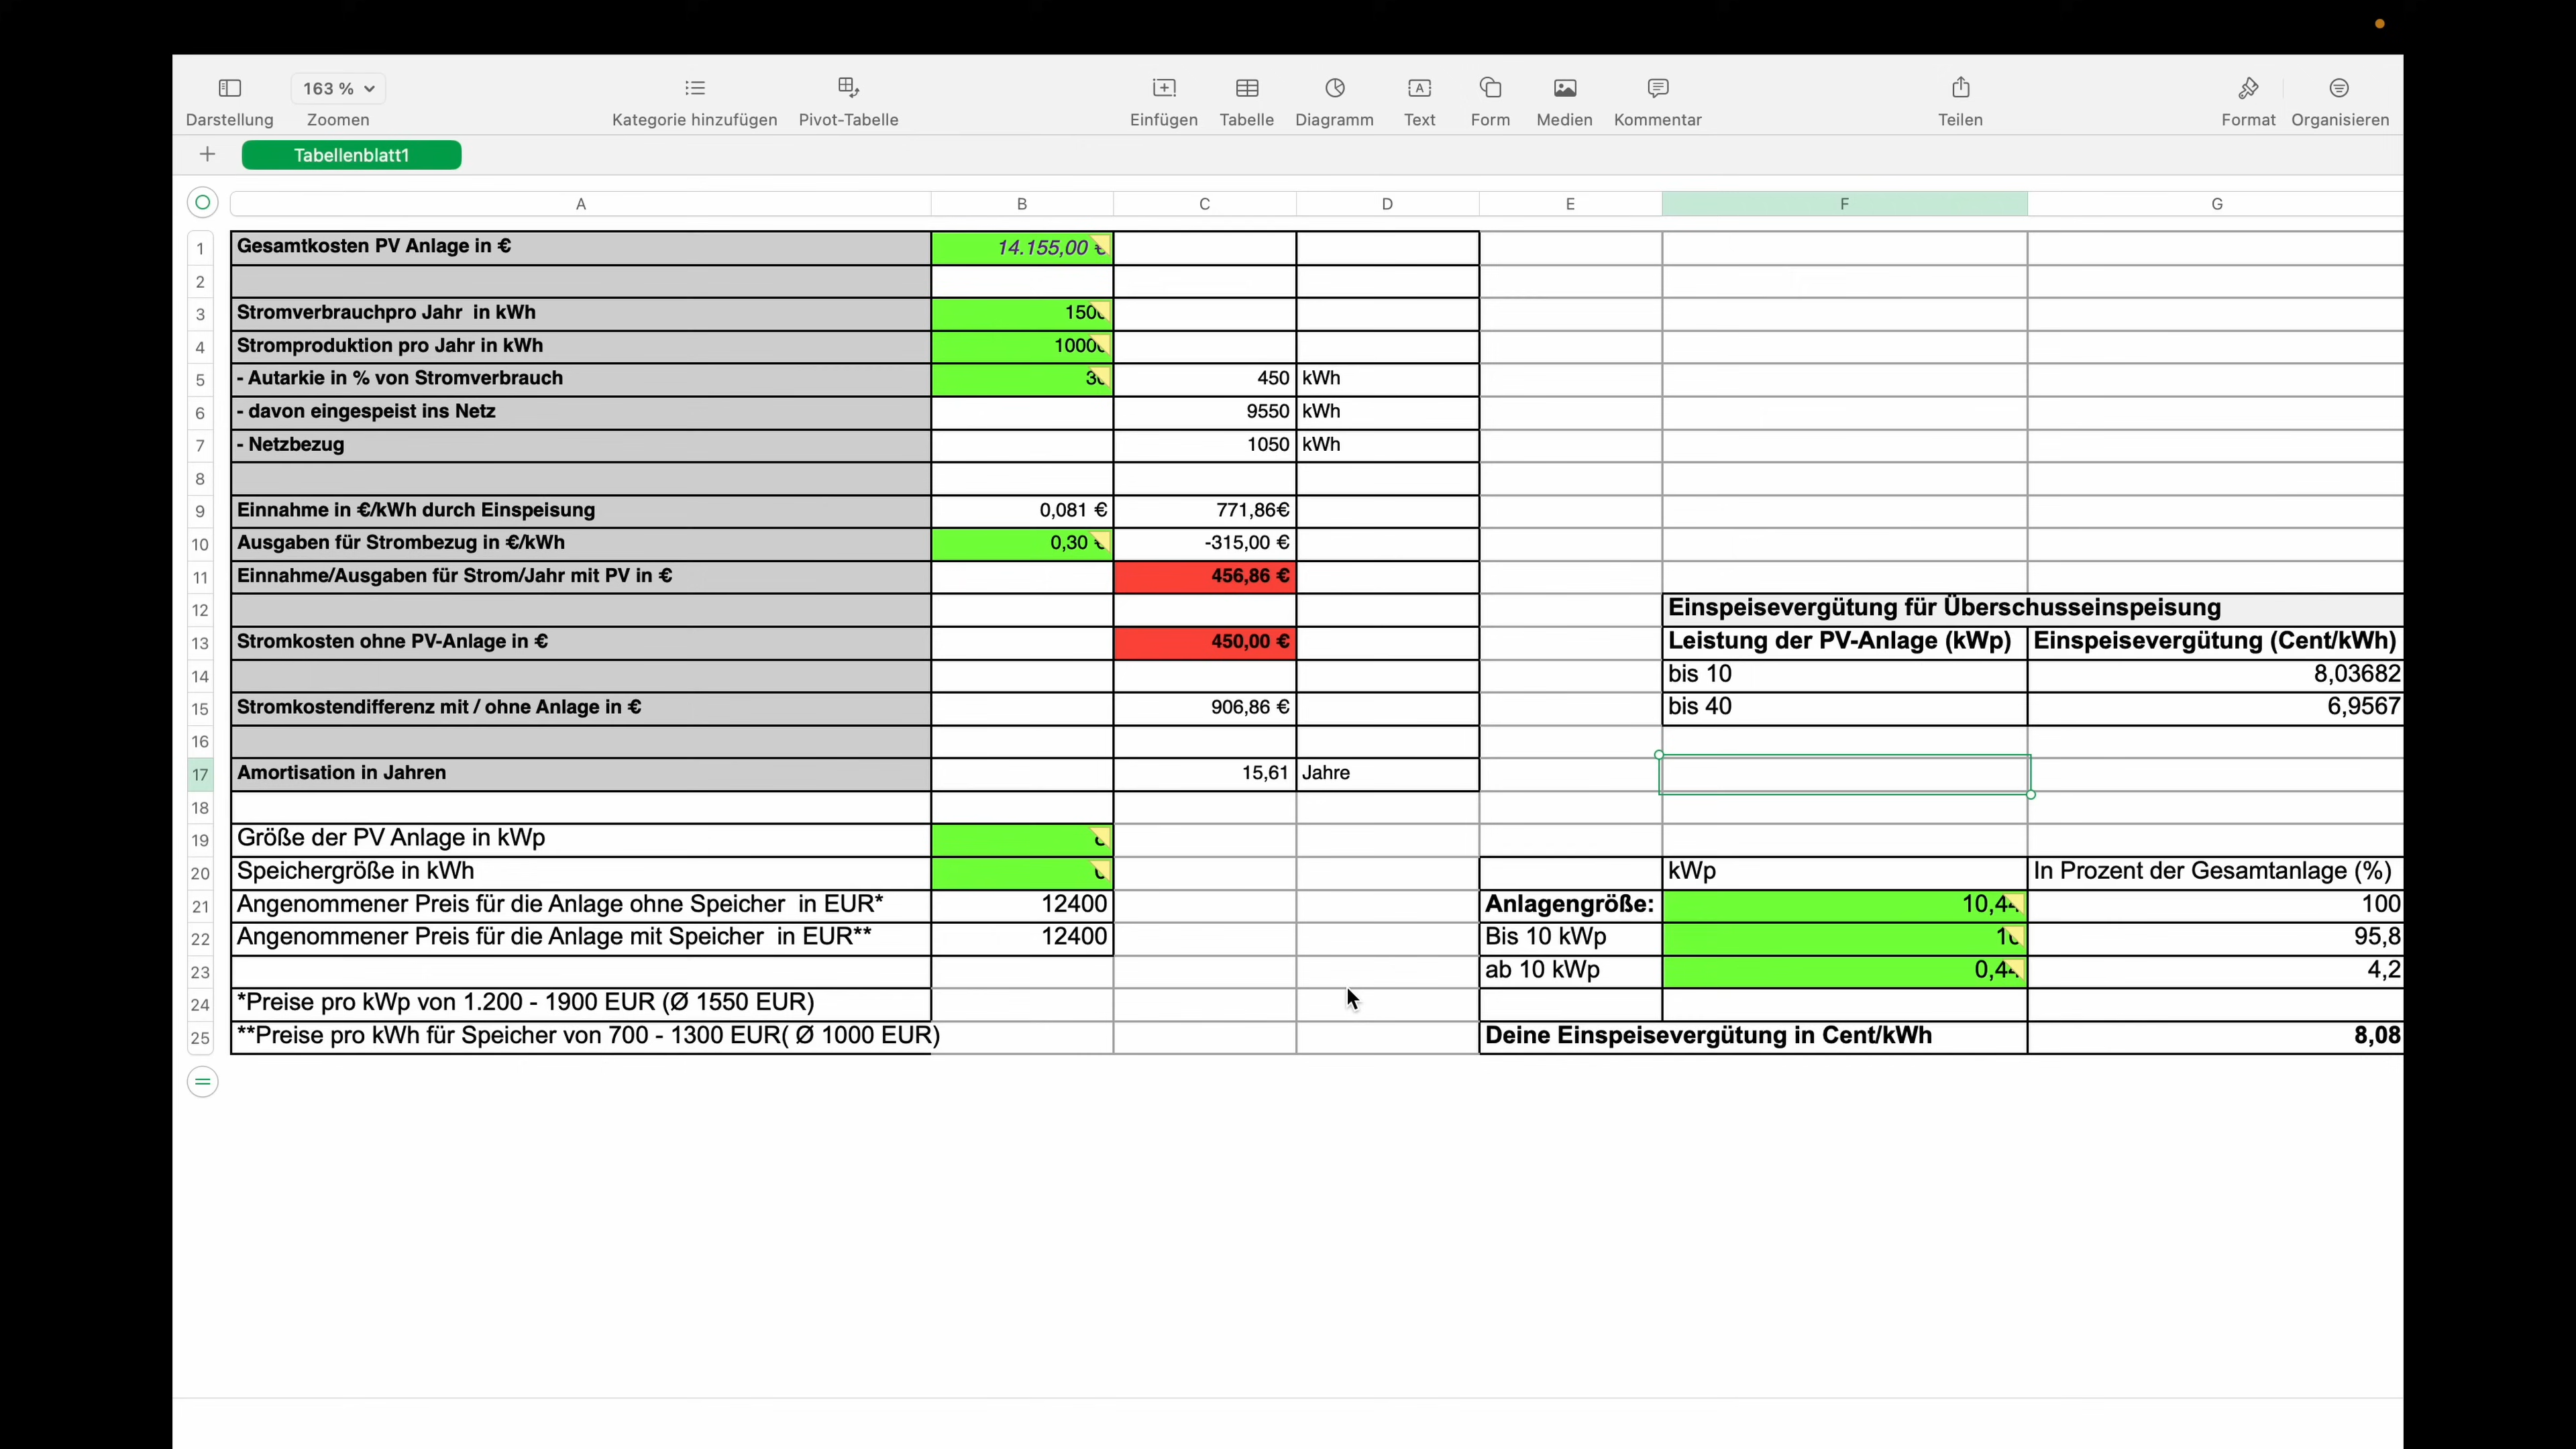 163 %
Darstellung Zoomen Kategorie hinzufügen Pivot-Tabelle Einfügen Tabelle Diagramm Text Form Medien Kommentar Teilen Format Organisieren
Tabellenblatt1
A B C D E F G
1 Gesamtkosten PV Anlage in € 14.155,00 €
2
3 Stromverbrauchpro Jahr in kWh
4 Stromproduktion pro Jahr in kWh
5 - Autarkie in % von Stromverbrauch 450 kWh
6 - davon eingespeist ins Netz 9550 kWh
7 - Netzbezug 1050 kWh
8
9 Einnahme in €/kWh durch Einspeisung 0,081 € 771,86€
10 Ausgaben für Strombezug in €/kWh 0,30 € -315,00 €
11 Einnahme/Ausgaben für Strom/Jahr mit PV in € 456,86 €
12 Einspeisevergütung für Überschusseinspeisung
13 Stromkosten ohne PV-Anlage in € 450,00 € Leistung der PV-Anlage (kWp) Einspeisevergütung (Cent/kWh)
14 bis 10 8,03682
15 Stromkostendifferenz mit / ohne Anlage in € 906,86 € bis 40 6,9567
16
17 Amortisation in Jahren 15,61 Jahre
18
19 Größe der PV Anlage in kWp
20 Speichergröße in kWh kWp In Prozent der Gesamtanlage (%)
21 Angenommener Preis für die Anlage ohne Speicher in EUR* 12400 Anlagengröße: 10,44 100
22 Angenommener Preis für die Anlage mit Speicher in EUR** 12400 Bis 10 kWp 10 95,8
23 ab 10 kWp 0,44 4,2
24 *Preise pro kWp von 1.200 - 1900 EUR (Ø 1550 EUR)
25 **Preise pro kWh für Speicher von 700 - 1300 EUR( Ø 1000 EUR) Deine Einspeisevergütung in Cent/kWh 8,08